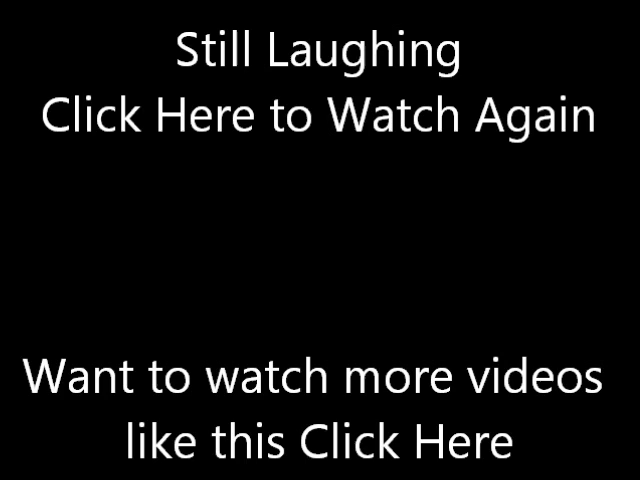 Still Laughing
Click Here to Watch Again
Want to watch more videos
like this Click Here